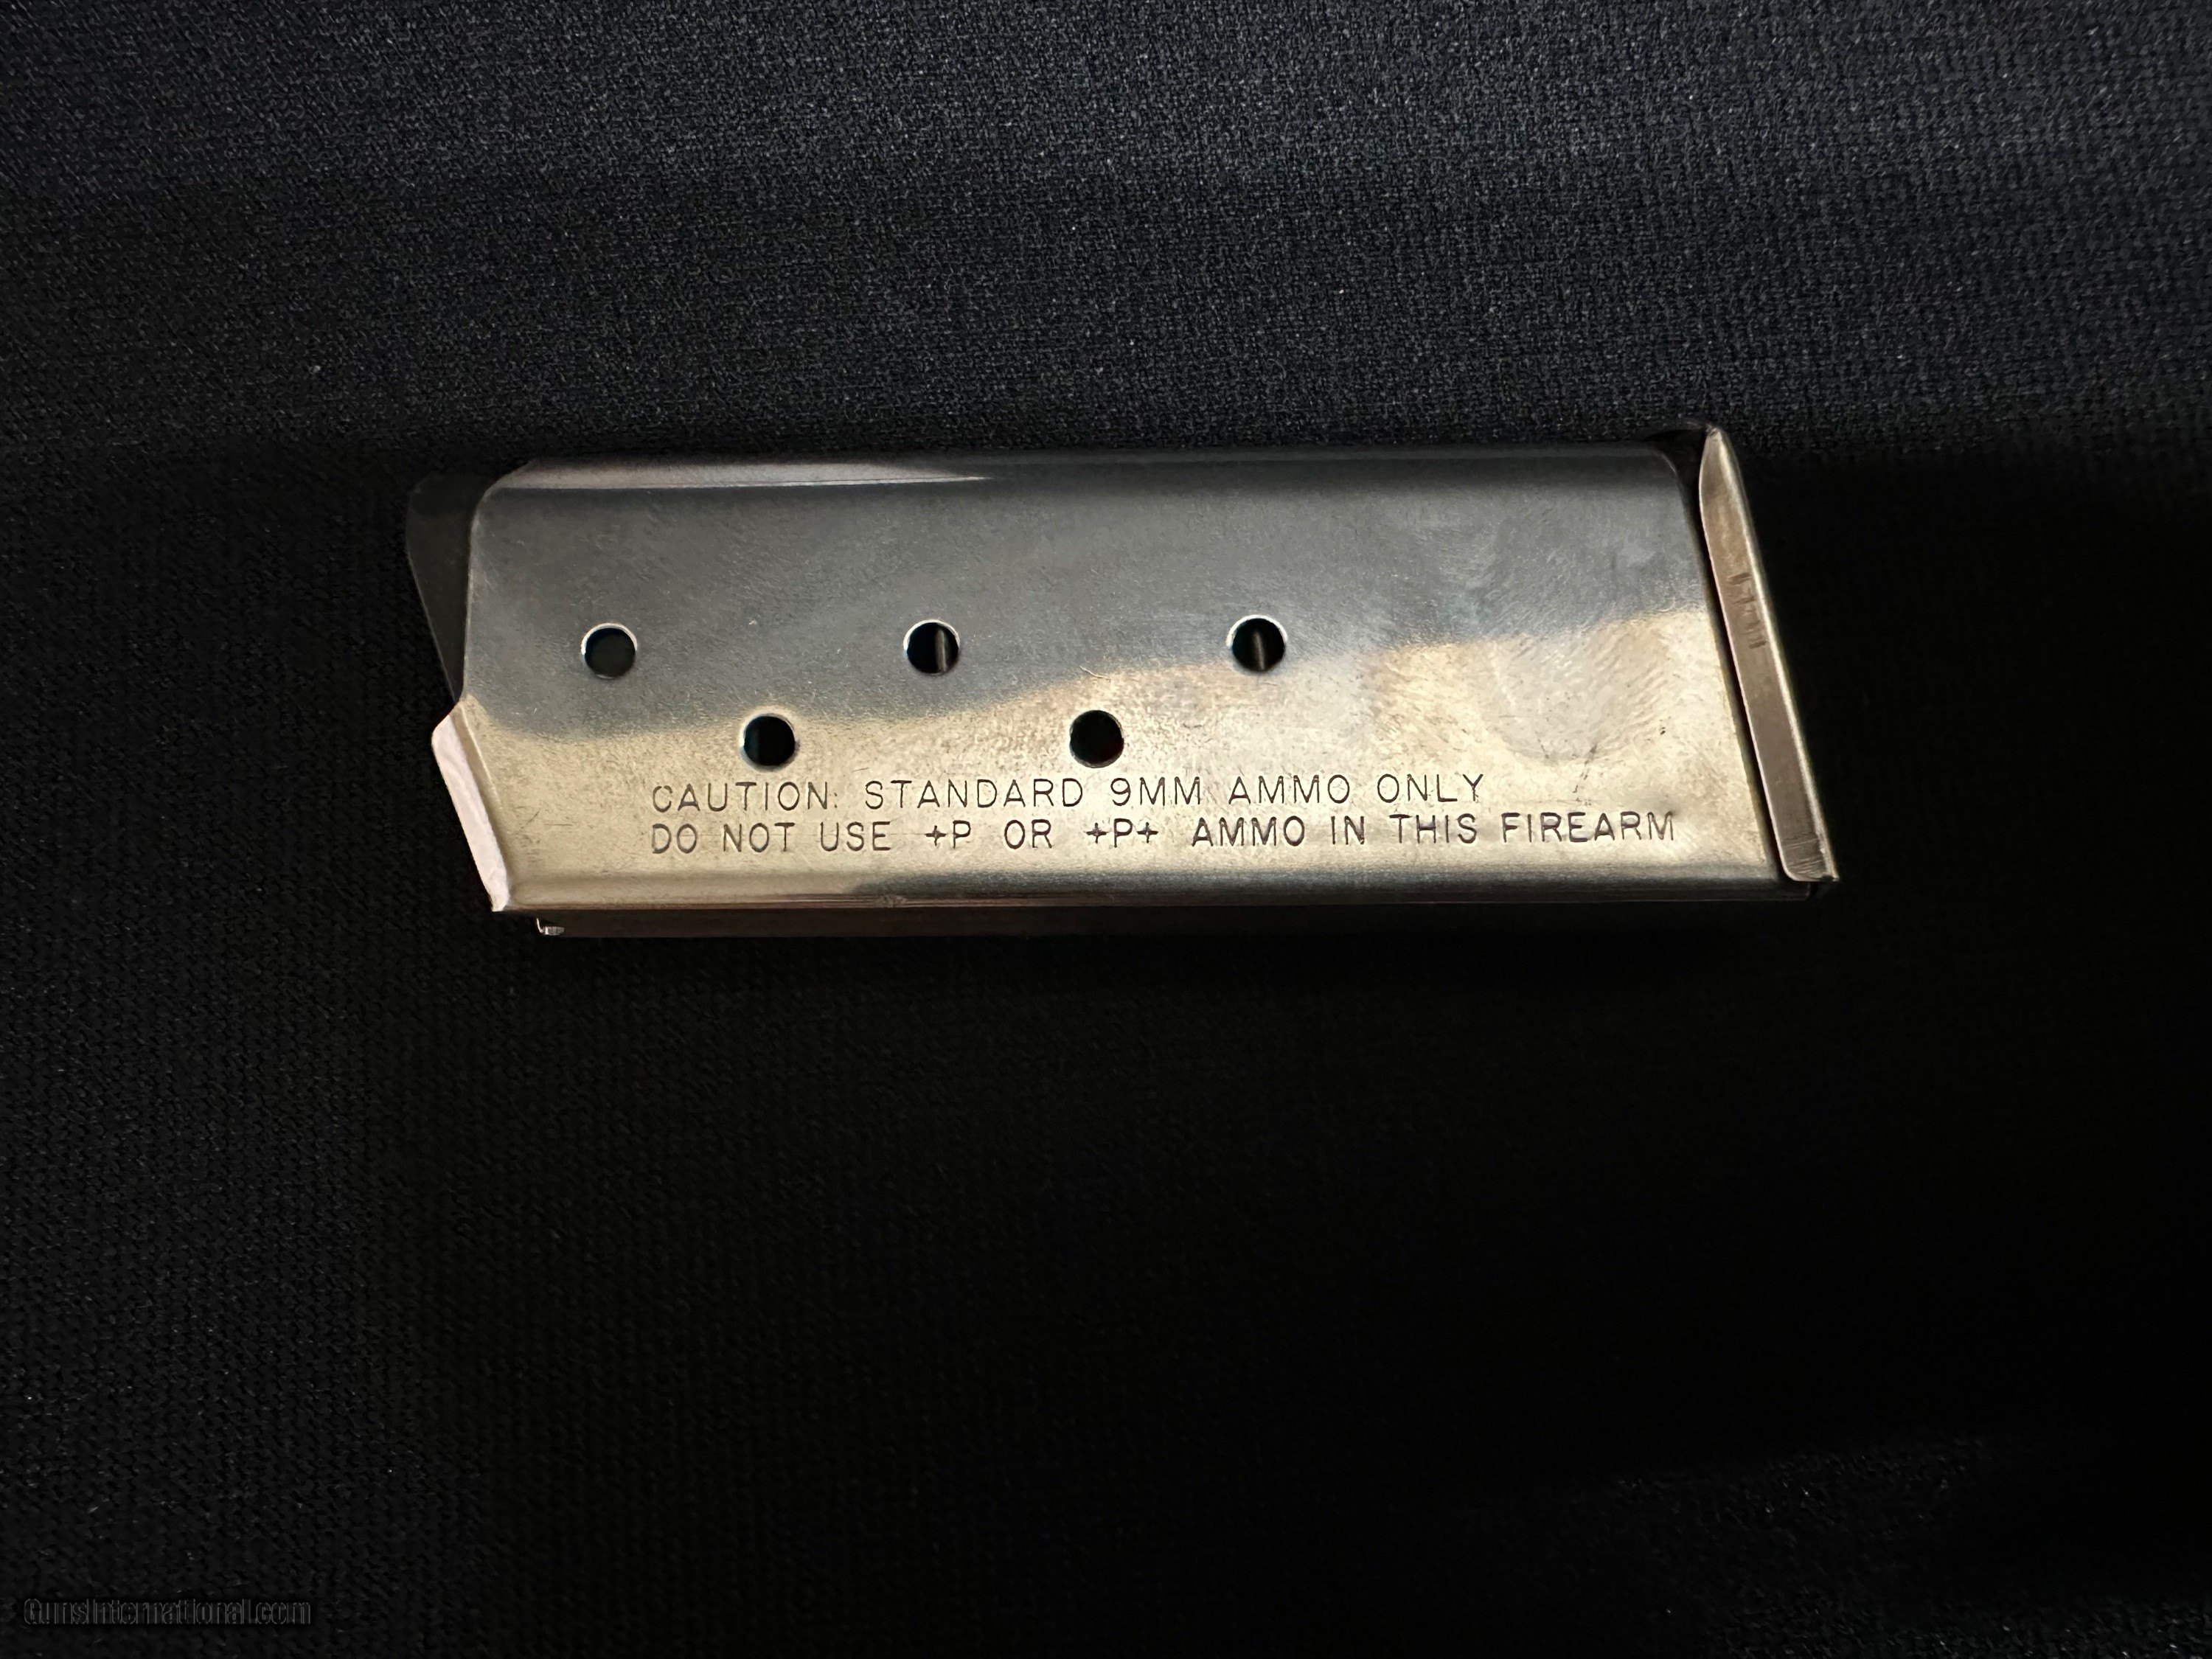 CAUTION: STANDARD 9MM AMMO ONLY
DO NOT USE +P OR +P+ AMMO IN THIS FIREARM
GunsInternational.com